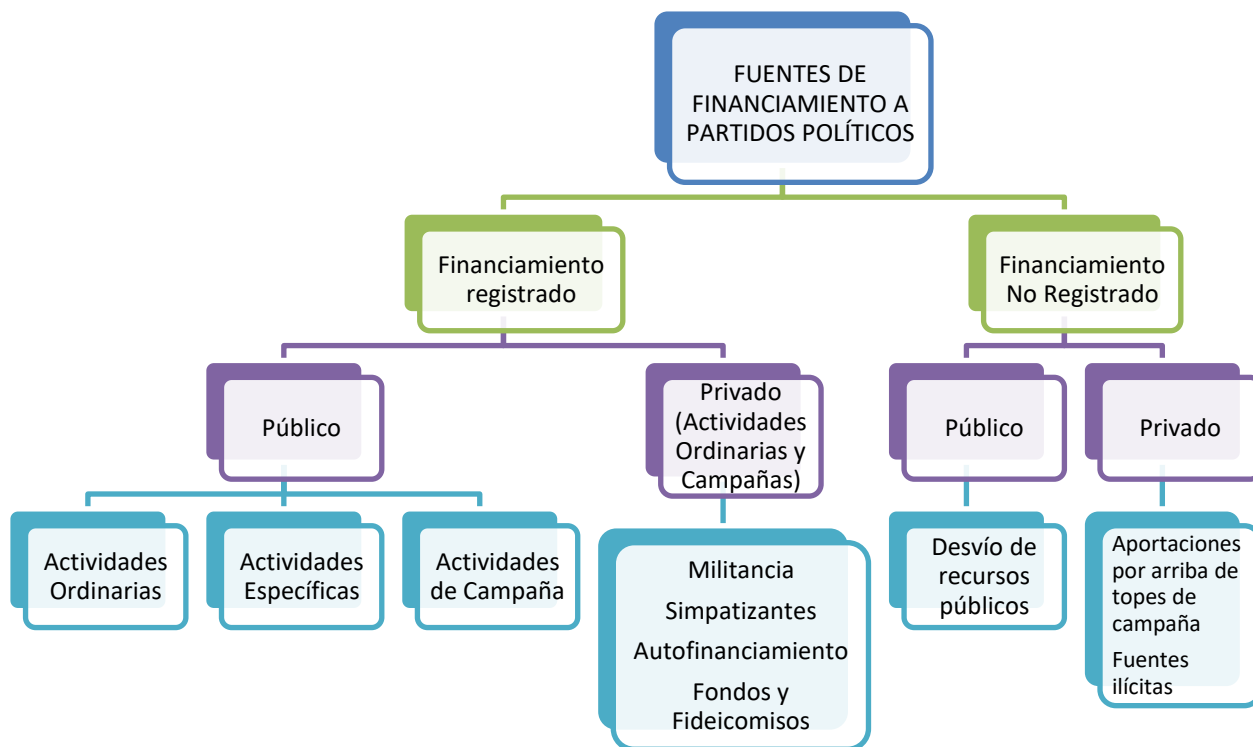 FUENTES DE
FINANCIAMIENTO A
PARTIDOS POLÍTICOS
Financiamiento
registrado
Financiamiento
No Registrado
Público
Privado
(Actividades
Ordinarias y
Campañas)
Público
Privado
Actividades
Ordinarias
Actividades
Específicas
Actividades
de Campaña
Militancia
Simpatizantes
Autofinanciamiento
Fondos y
Fideicomisos
Desvío de
recursos
públicos
Aportaciones
por arriba de
topes de
campaña
Fuentes
ilícitas